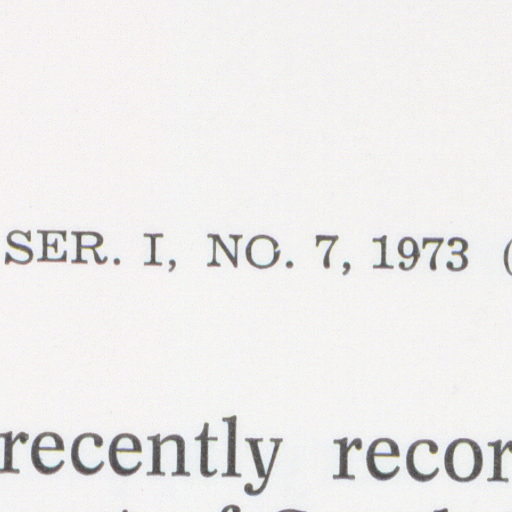 SER. I, NO. 7, 1973 (
recently recor